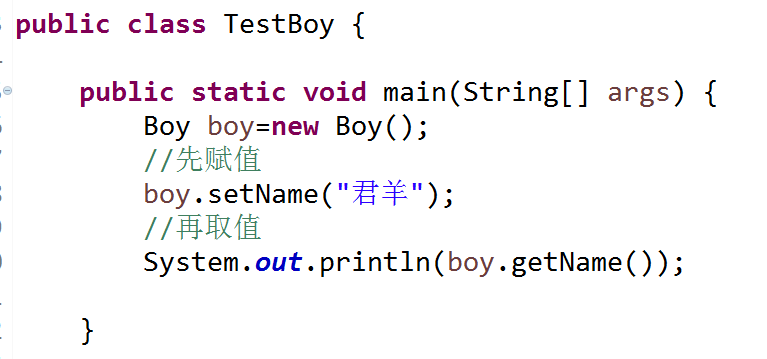 public class TestBoy {
public static void main(String[] args) {
Boy boy=new Boy();
//先赋值
boy.setName("君羊");
//再取值
System.out.println(boy.getName());
}